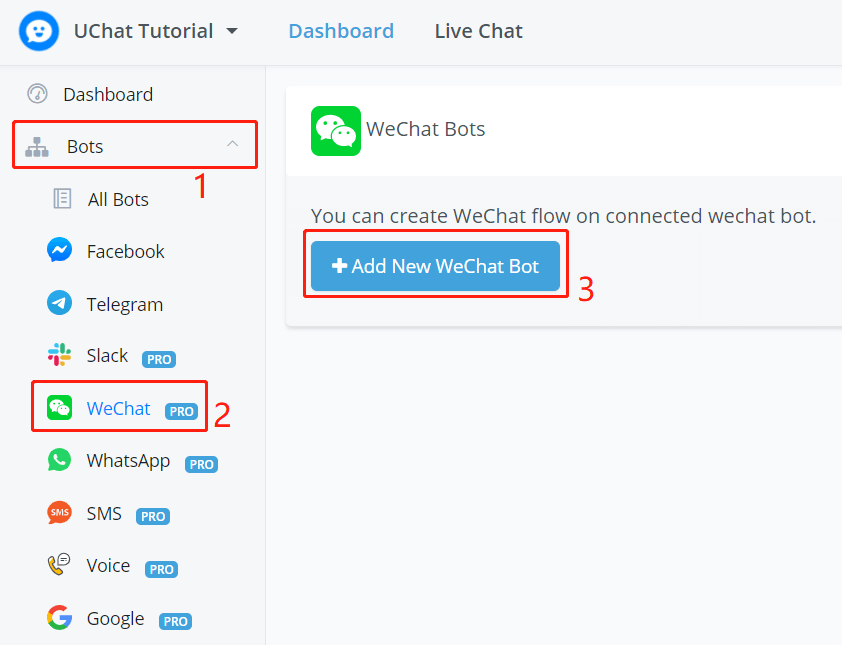 UChat Tutorial
Dashboard
Live Chat
Dashboard
Bots
1
All Bots
Facebook
Telegram
Slack PRO
WeChat PRO
2
WhatsApp PRO
SMS SMS PRO
Voice PRO
Google PRO
WeChat Bots
You can create WeChat flow on connected wechat bot.
Add New WeChat Bot
3